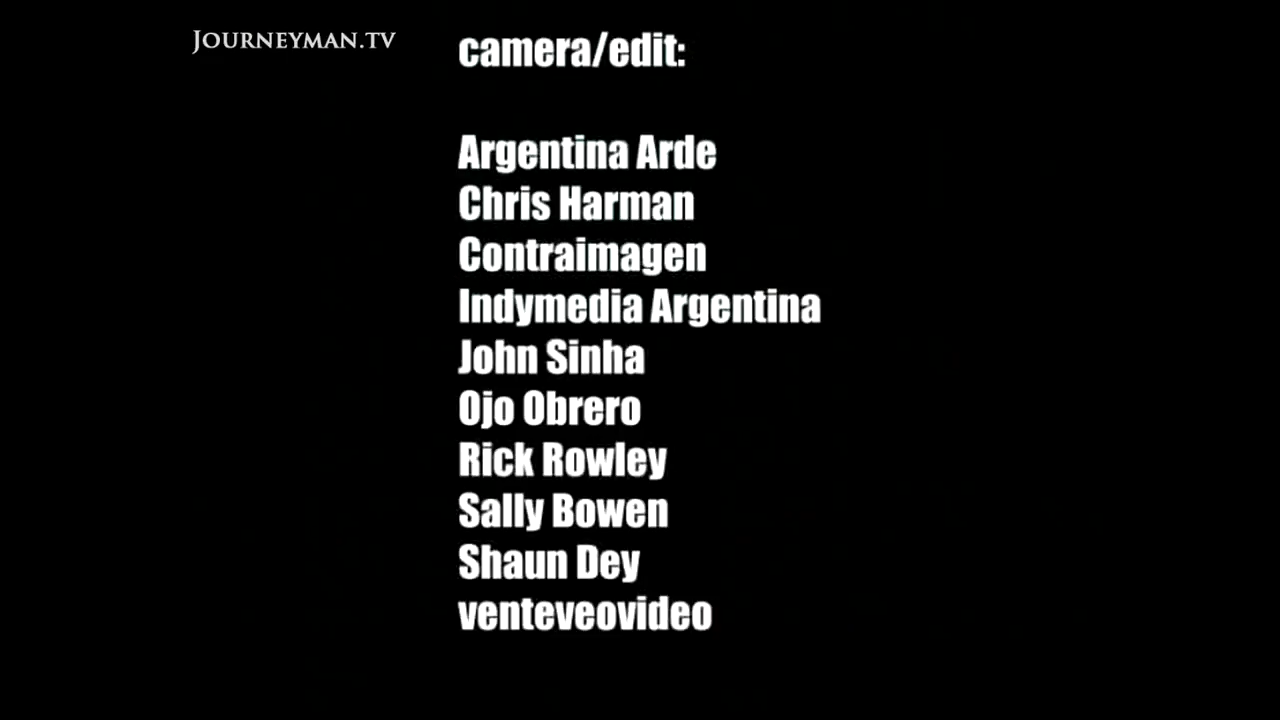 JOURNEYMAN.TV
camera/edit:
Argentina Arde
Chris Harman
Contraimagen
Indymedia Argentina
John Sinha
Ojo Obrero
Rick Rowley
Sally Bowen
Shaun Dey
venteveovideo